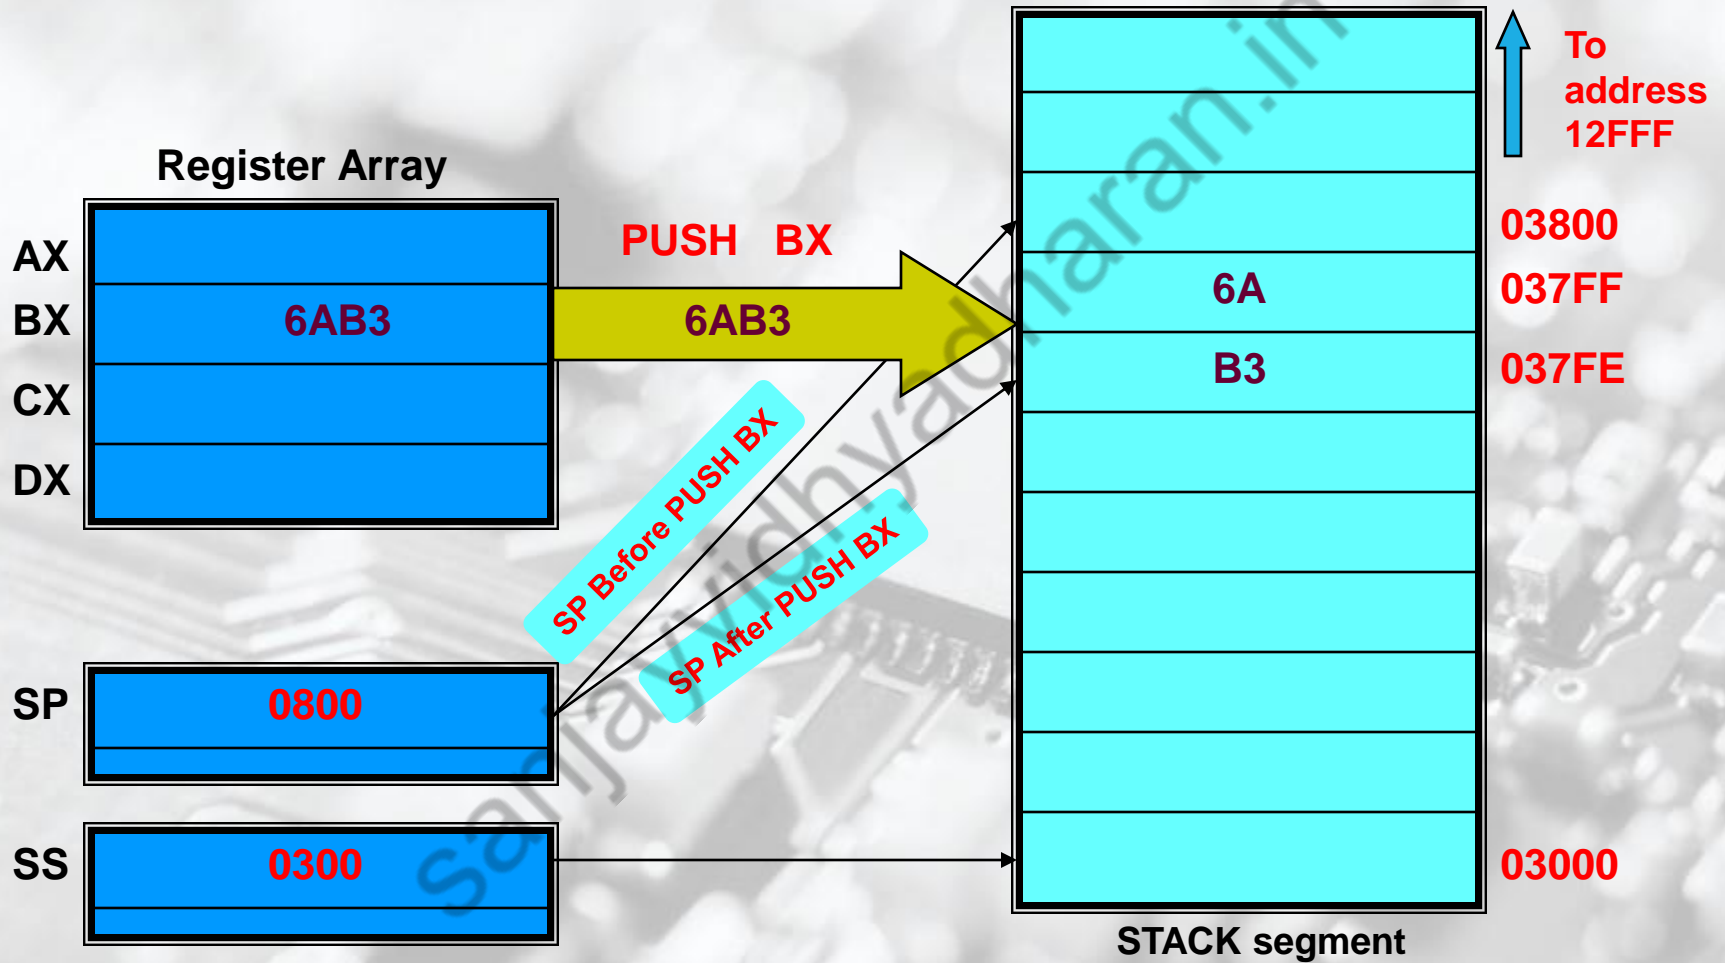 To
address
12FFF
Register Array
AX
BX
CX
DX
6AB3
PUSH BX
6AB3
03800
6A
037FF
B3
037FE
SP Before PUSH BX
SP After PUSH BX
SP
0800
SS
0300
03000
STACK segment
sanjayvidhyadharan.in